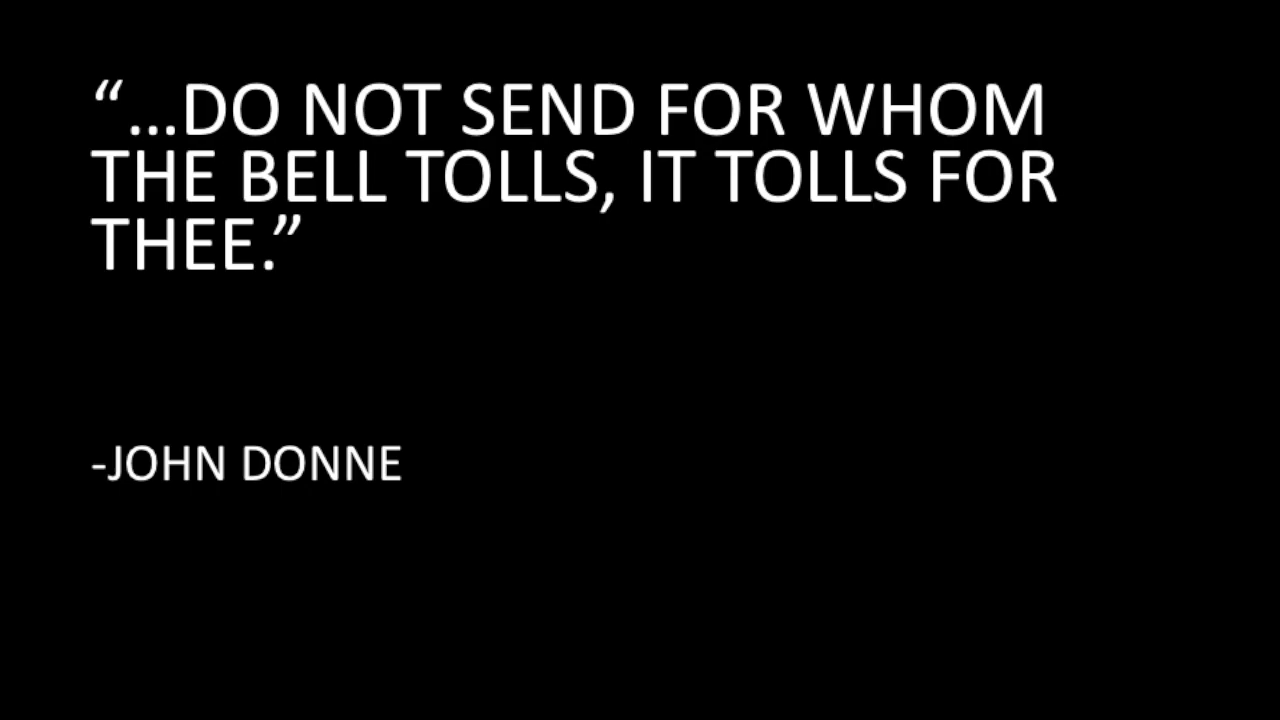 “…DO NOT SEND FOR WHOM
THE BELL TOLLS, IT TOLLS FOR
THEE.”
-JOHN DONNE